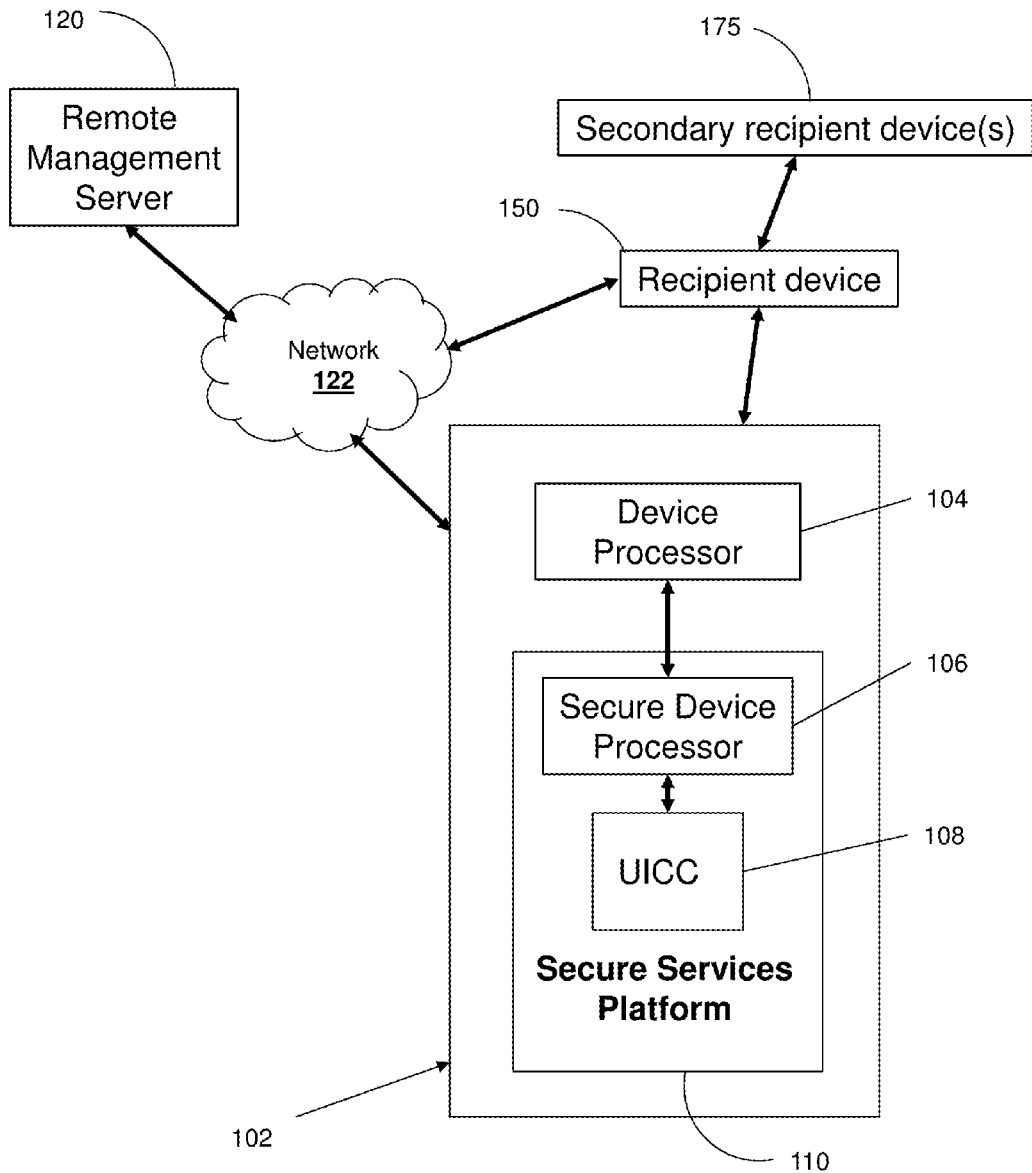 120
175
Remote
Management
Server
Secondary recipient device(s)
150
Recipient device
Network
122
Device
Processor
104
Secure Device
Processor
106
UICC
108
Secure Services
Platform
102
110